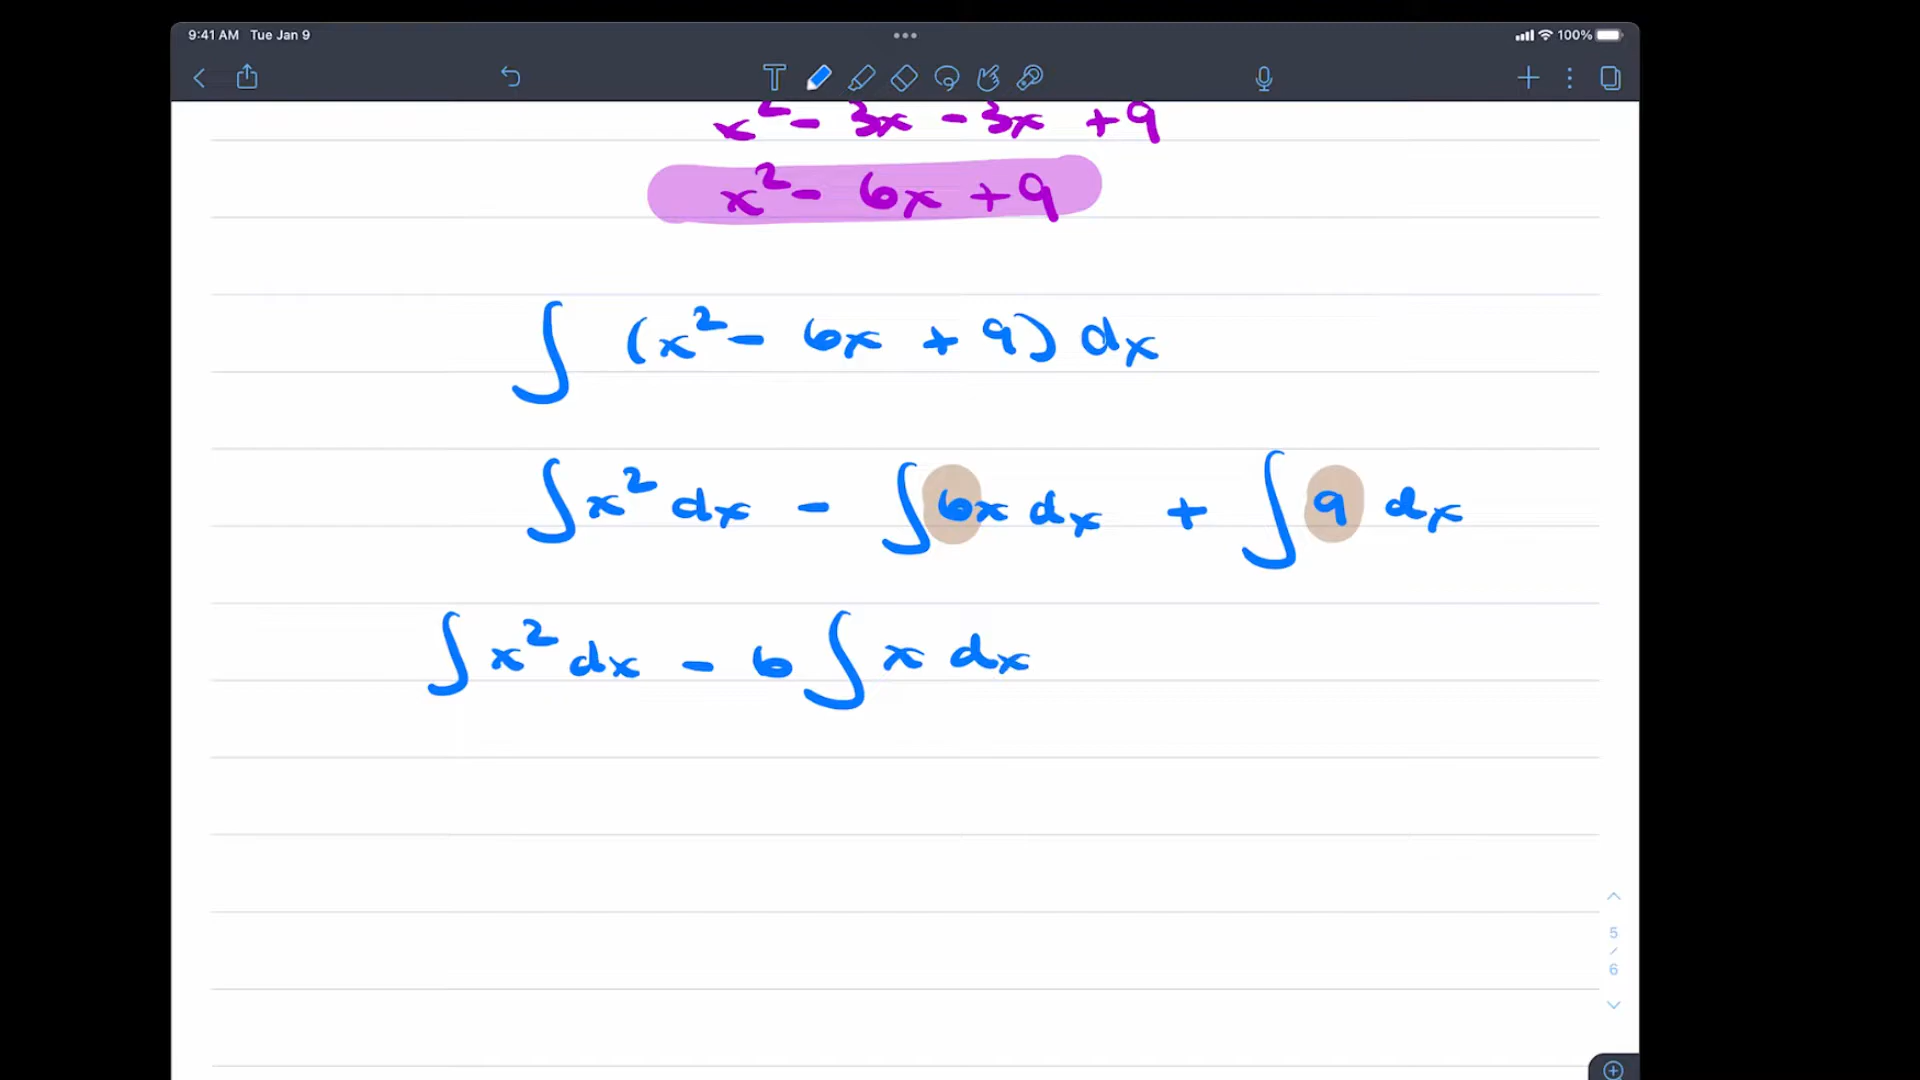 9:41 AM Tue Jan 9 100%
x² - 3x - 3x + 9
x² - 6x + 9
∫ (x² - 6x + 9) dx
∫ x² dx - ∫ 6x dx + ∫ 9 dx
∫ x² dx - 6 ∫ x dx
5
/
6